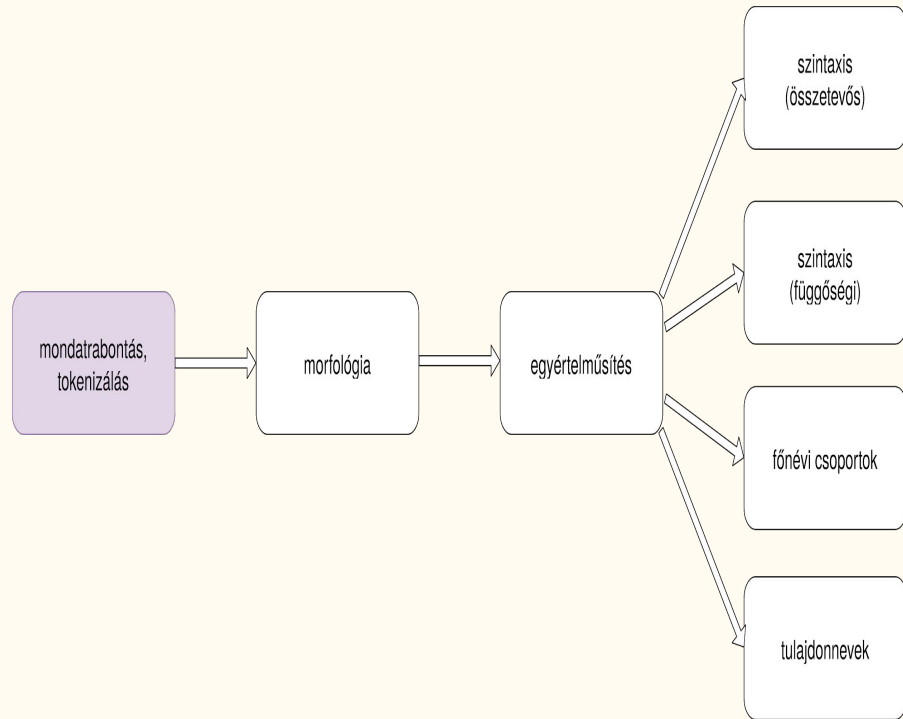 mondatrabontás,
tokenizálás
morfológia
egyértelműsítés
szintaxis
(összetevős)
szintaxis
(függőségi)
főnévi csoportok
tulajdonnevek